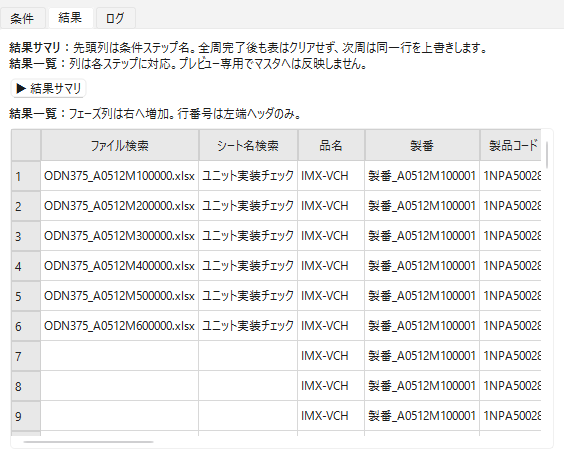 条件 結果 ログ
結果サマリ：先頭列は条件ステップ名。全周完了後も表はクリアせず、次周は同一行を上書きします。
結果一覧：列は各ステップに対応。プレビュー専用でマスタへは反映しません。
▶ 結果サマリ
結果一覧：フェーズ列は右へ増加。行番号は左端ヘッダのみ。
ファイル検索 シート名検索 品名 製番 製品コード
1 ODN375_A0512M100000.xlsx ユニット実装チェック IMX-VCH 製番_A0512M100001 1NPA50028
2 ODN375_A0512M200000.xlsx ユニット実装チェック IMX-VCH 製番_A0512M100001 1NPA50028
3 ODN375_A0512M300000.xlsx ユニット実装チェック IMX-VCH 製番_A0512M100001 1NPA50028
4 ODN375_A0512M400000.xlsx ユニット実装チェック IMX-VCH 製番_A0512M100001 1NPA50028
5 ODN375_A0512M500000.xlsx ユニット実装チェック IMX-VCH 製番_A0512M100001 1NPA50028
6 ODN375_A0512M600000.xlsx ユニット実装チェック IMX-VCH 製番_A0512M100001 1NPA50028
7 IMX-VCH 製番_A0512M100001 1NPA50028
8 IMX-VCH 製番_A0512M100001 1NPA50028
9 IMX-VCH 製番_A0512M100001 1NPA50028